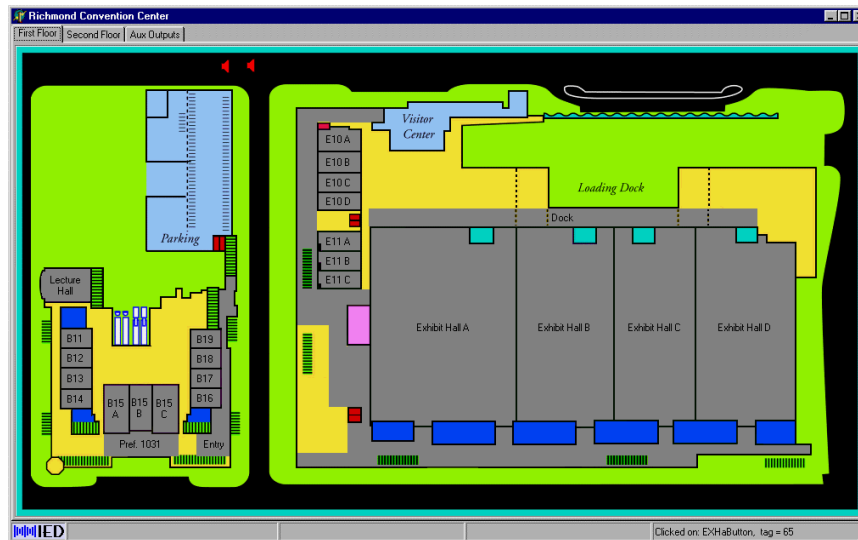 Richmond Convention Center
First Floor
Second Floor
Aux Outputs
Visitor
Center
E10 A
E10 B
E10 C
E10 D
E11 A
E11 B
E11 C
Loading Dock
Dock
Parking
Lecture
Hall
B11
B12
B13
B14
B19
B18
B17
B16
B15
A
B15
B
B15
C
Pref. 1031
Entry
Exhibit Hall A
Exhibit Hall B
Exhibit Hall C
Exhibit Hall D
IED
Clicked on: EXHaButton, tag = 65